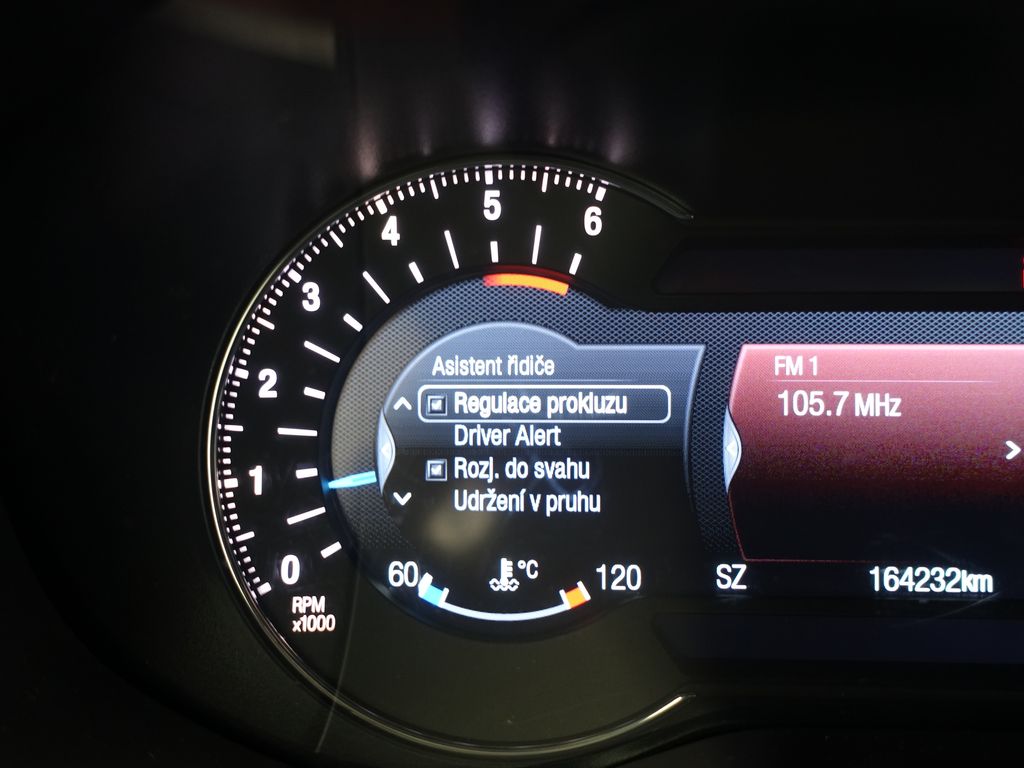 6
5
4
3
2
1
0
RPM
x1000
Asistent řidiče
Regulace prokluzu
Driver Alert
Rozj. do svahu
Udržení v pruhu
60 °C 120
FM 1
105.7 MHz
SZ 164232km